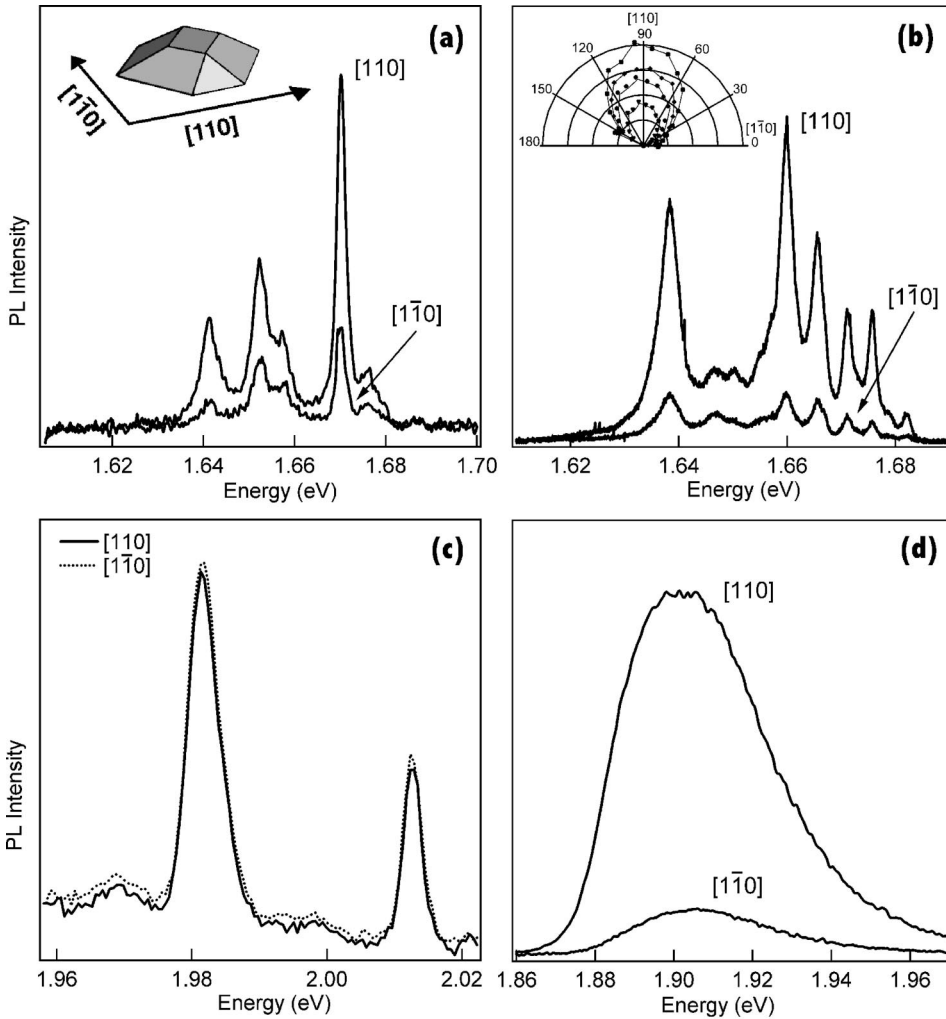 (a)
[11̄0]
[110]
[110]
[11̄0]
PL Intensity
1.62 1.64 1.66 1.68 1.70
Energy (eV)
(b)
[110]
90
120 60
150 30
[11̄0]
180 0
[110]
[11̄0]
1.62 1.64 1.66 1.68
Energy (eV)
(c)
[110]
[11̄0]
PL Intensity
1.96 1.98 2.00 2.02
Energy (eV)
(d)
[110]
[11̄0]
1.86 1.88 1.90 1.92 1.94 1.96
Energy (eV)